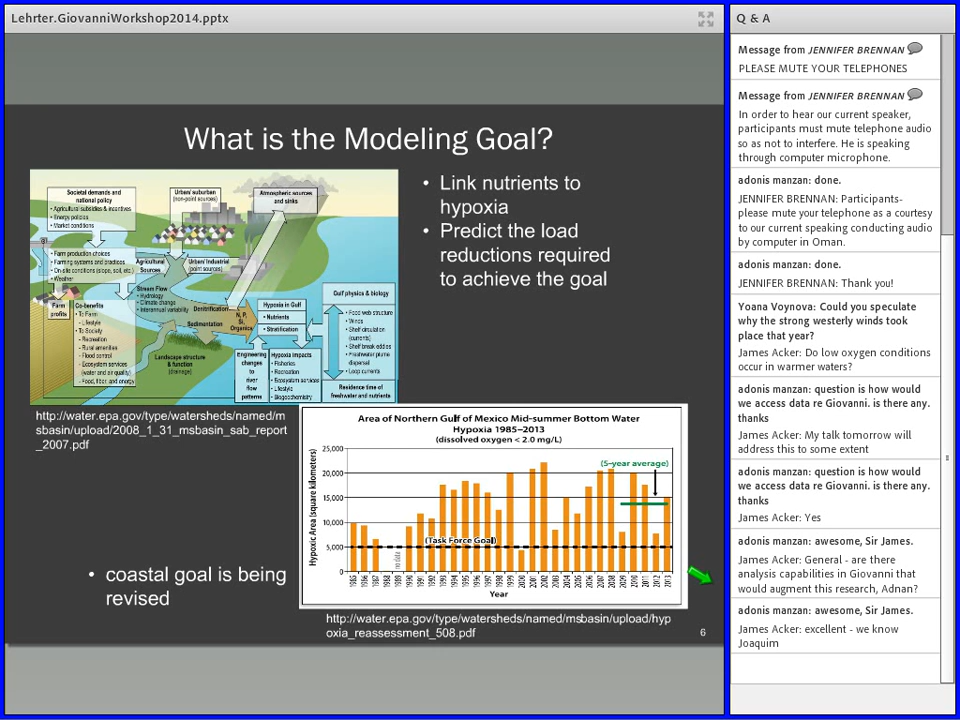 Lehrter.GiovanniWorkshop2014.pptx
What is the Modeling Goal?
Societal demands and
national policy
• Agricultural subsidies & incentives
• Energy policies
• Market conditions
Urban/ suburban
(non-point sources)
Atmospheric sources
and sinks
• Farm production choices
• Farming systems and practices
• On-site conditions (slope, soil, etc.)
• Weather
Agricultural
Sources
Urban/ Industrial
(point sources)
Stream Flow
• Hydrology
• Climate change
• Interannual variability
Denitrification
Sedimentation
N, P,
Si,
Organics
Farm
profits
Co-benefits
• To Farm
– Lifestyle
• To Society
– Recreation
– Rural amenities
– Flood control
– Ecosystem services
(water and air quality)
– Food, fiber, and energy
Landscape structure
& function
(drainage)
Hypoxia in Gulf
• Nutrients
• Stratification
Gulf physics & biology
• Food web structure
• Winds
• Shelf circulation
(currents)
• Shelf break eddies
• Freshwater plume
dispersal
• Loop currents
Engineering
changes
to
river
flow
patterns
Hypoxia impacts
• Fisheries
• Recreation
• Ecosystem services
• Lifestyle
• Biogeochemistry
Residence time of
freshwater and nutrients
• Link nutrients to
hypoxia
• Predict the load
reductions required
to achieve the goal
http://water.epa.gov/type/watersheds/named/m
sbasin/upload/2008_1_31_msbasin_sab_report
_2007.pdf
Area of Northern Gulf of Mexico Mid-summer Bottom Water
Hypoxia 1985–2013
(dissolved oxygen < 2.0 mg/L)
Hypoxic Area (square kilometers)
25,000
20,000
15,000
10,000
5,000
0
(5-year average)
(Task Force Goal)
no data
1985 1986 1987 1988 1989 1990 1991 1992 1993 1994 1995 1996 1997 1998 1999 2000 2001 2002 2003 2004 2005 2006 2007 2008 2009 2010 2011 2012 2013
Year
• coastal goal is being
revised
http://water.epa.gov/type/watersheds/named/msbasin/upload/hyp
oxia_reassessment_508.pdf
6
Q & A
Message from JENNIFER BRENNAN
PLEASE MUTE YOUR TELEPHONES
Message from JENNIFER BRENNAN
In order to hear our current speaker,
participants must mute telephone audio
so as not to interfere. He is speaking
through computer microphone.
adonis manzan: done.
JENNIFER BRENNAN: Participants-
please mute your telephone as a courtesy
to our current speaking conducting audio
by computer in Oman.
adonis manzan: done.
JENNIFER BRENNAN: Thank you!
Yoana Voynova: Could you speculate
why the strong westerly winds took
place that year?
James Acker: Do low oxygen conditions
occur in warmer waters?
adonis manzan: question is how would
we access data re Giovanni. is there any.
thanks
James Acker: My talk tomorrow will
address this to some extent
adonis manzan: question is how would
we access data re Giovanni. is there any.
thanks
James Acker: Yes
adonis manzan: awesome, Sir James.
James Acker: General - are there
analysis capabilities in Giovanni that
would augment this research, Adnan?
adonis manzan: awesome, Sir James.
James Acker: excellent - we know
Joaquim